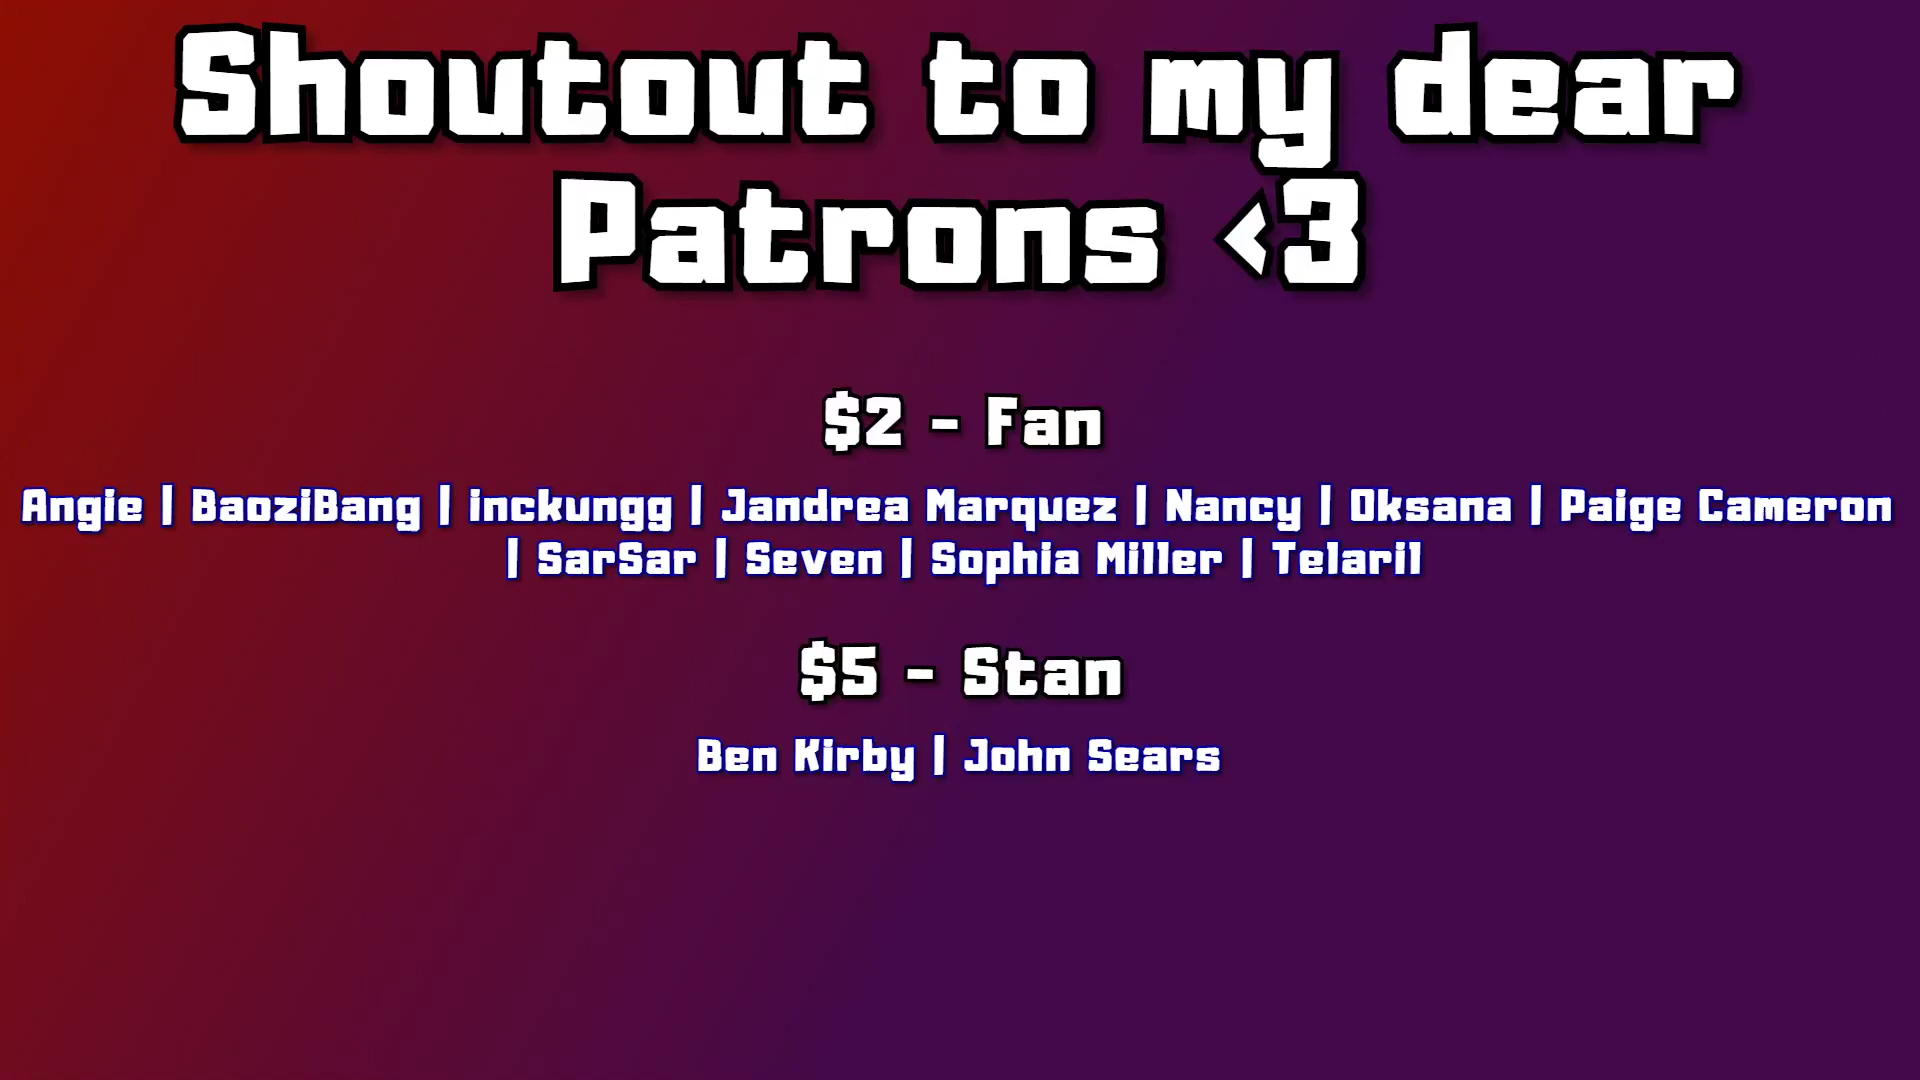 Shoutout to my dear
Patrons <3
$2 - Fan
Angie | BaoziBang | inckungg | Jandrea Marquez | Nancy | Oksana | Paige Cameron
| SarSar | Seven | Sophia Miller | Telaril
$5 - Stan
Ben Kirby | John Sears